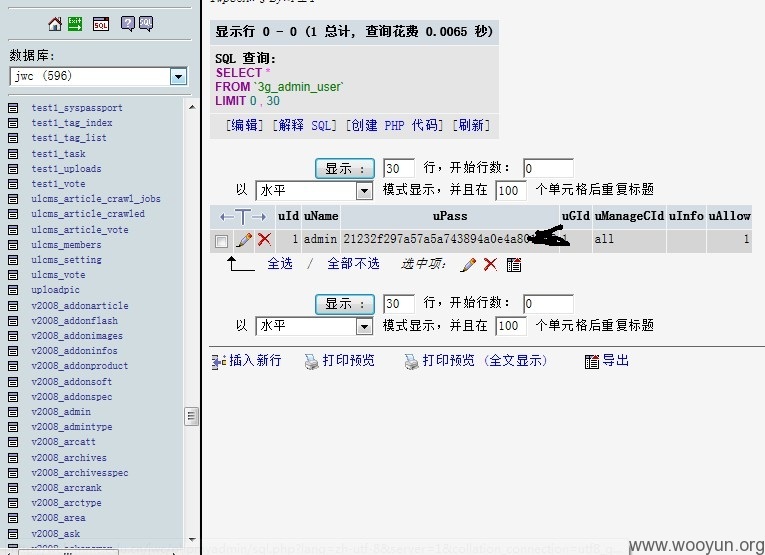 数据库:
jwc (596)
test1_syspassport
test1_tag_index
test1_tag_list
test1_task
test1_uploads
test1_vote
ulcms_article_crawl_jobs
ulcms_article_crawled
ulcms_article_vote
ulcms_members
ulcms_setting
ulcms_vote
uploadpic
v2008_addonarticle
v2008_addonflash
v2008_addonimages
v2008_addoninfos
v2008_addonproduct
v2008_addonsoft
v2008_addonspec
v2008_admin
v2008_admintype
v2008_arcatt
v2008_archives
v2008_archivesspec
v2008_arcrank
v2008_arctype
v2008_area
v2008_ask
显示行 0 - 0 (1 总计, 查询花费 0.0065 秒)
SQL 查询:
SELECT *
FROM `3g_admin_user`
LIMIT 0 , 30
[编辑] [解释 SQL] [创建 PHP 代码] [刷新]
显示 : 30 行，开始行数: 0
以 水平 模式显示，并且在 100 个单元格后重复标题
←T→ uId uName uPass uGId uManageCId uInfo uAllow
1 admin 21232f297a57a5a743894a0e4a80 1 all 1
全选 / 全部不选 选中项:
显示 : 30 行，开始行数: 0
以 水平 模式显示，并且在 100 个单元格后重复标题
插入新行 打印预览 打印预览 (全文显示) 导出
www.wooyun.org